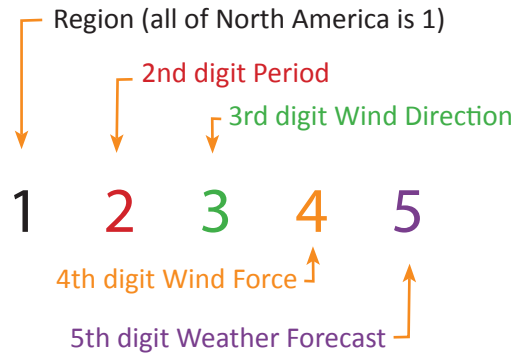 Region (all of North America is 1)
2nd digit Period
3rd digit Wind Direction
1 2 3 4 5
4th digit Wind Force
5th digit Weather Forecast